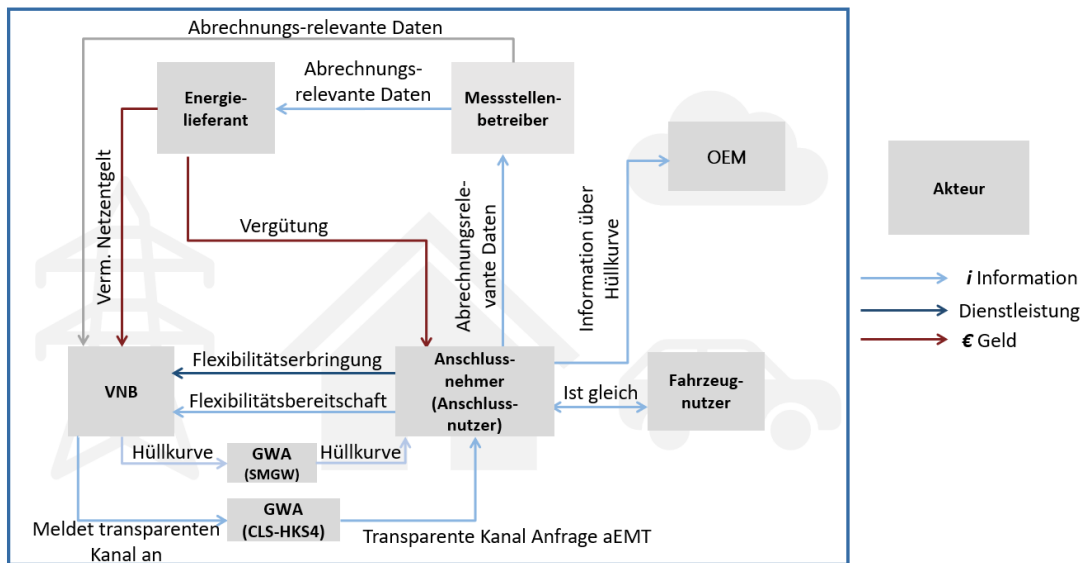 Abrechnungs-relevante Daten
Energie-
lieferant
Abrechnungs-
relevante Daten
Messstellen-
betreiber
OEM
Akteur
Verm. Netzentgelt
Vergütung
Abrechnungsrele-
vante Daten
Information über
Hüllkurve
i Information
Dienstleistung
€ Geld
VNB
Flexibilitätserbringung
Flexibilitätsbereitschaft
Anschluss-
nehmer
(Anschluss-
nutzer)
Ist gleich
Fahrzeug-
nutzer
Hüllkurve
GWA
(SMGW)
Hüllkurve
GWA
(CLS-HKS4)
Meldet transparenten
Kanal an
Transparente Kanal Anfrage aEMT